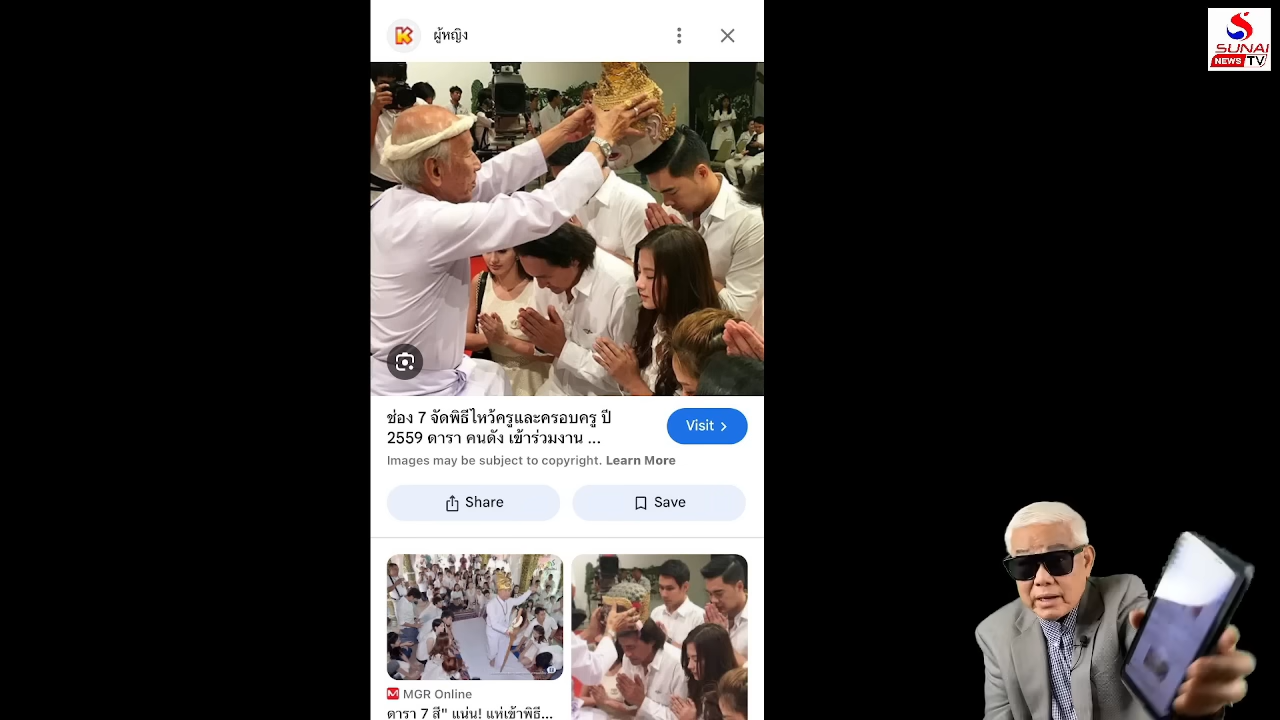 ผู้หญิง
SUNAI
NEWS TV
ช่อง 7 จัดพิธีไหว้ครูและครอบครู ปี
2559 ดารา คนดัง เข้าร่วมงาน ...
Visit
Images may be subject to copyright. Learn More
Share
Save
MGR Online
ดารา 7 สี" แน่น! แห่เข้าพิธี...